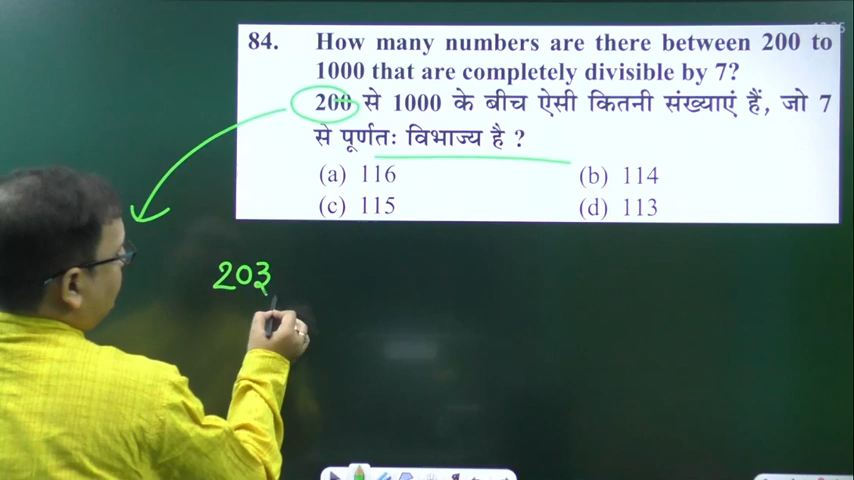 84. How many numbers are there between 200 to
1000 that are completely divisible by 7?
200 से 1000 के बीच ऐसी कितनी संख्याएं हैं, जो 7
से पूर्णतः विभाज्य है ?
(a) 116 (b) 114
(c) 115 (d) 113
203